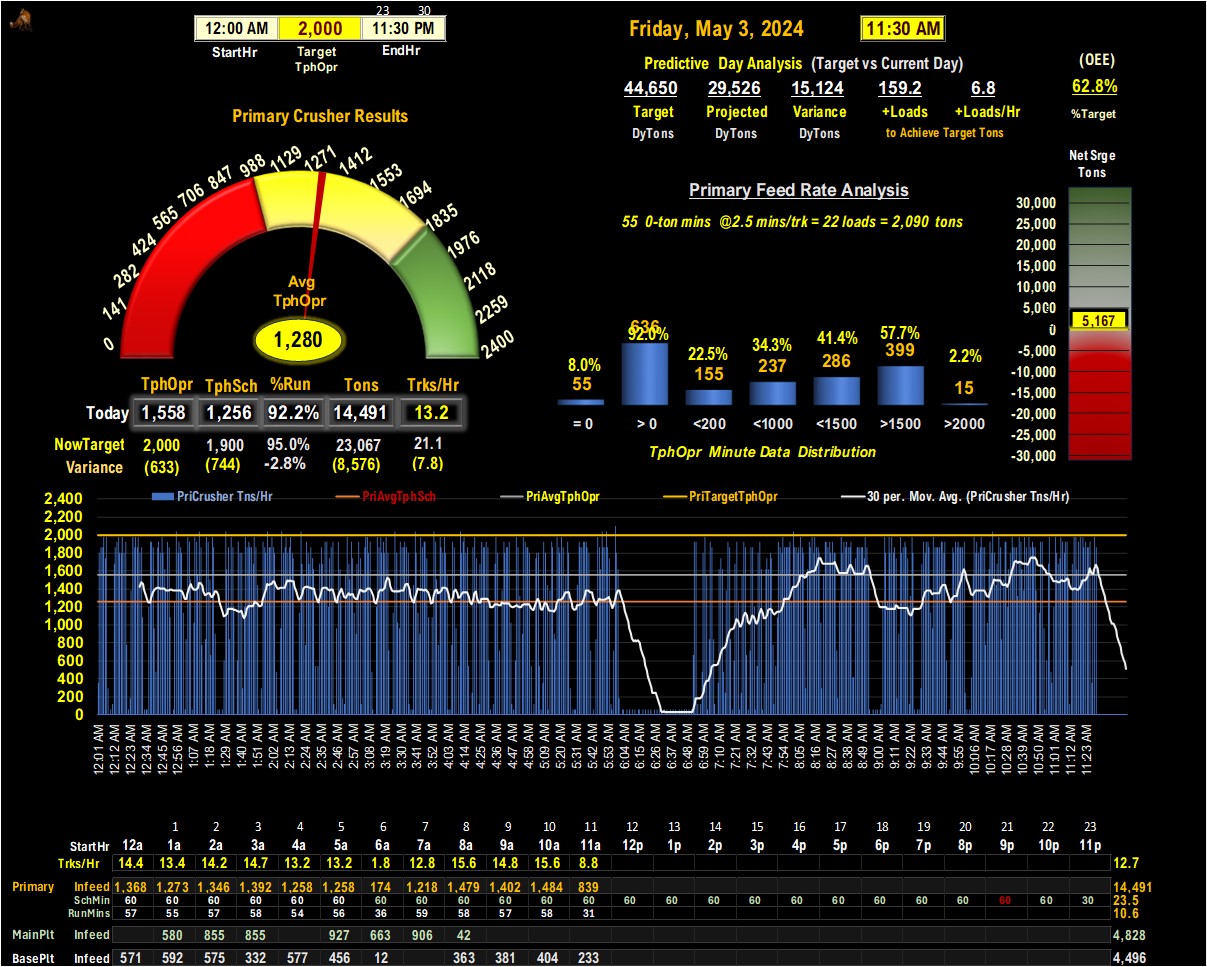 23 30
12:00 AM 2,000 11:30 PM
StartHr Target TphOpr EndHr
Friday, May 3, 2024 11:30 AM
Predictive Day Analysis (Target vs Current Day)
44,650 29,526 15,124 159.2 6.8
Target Projected Variance +Loads +Loads/Hr
DyTons DyTons DyTons to Achieve Target Tons
(OEE)
62.8%
%Target
Primary Crusher Results
0 141 282 424 565 706 847 988 1129 1271 1412 1553 1694 1835 1976 2118 2259 2400
Avg
TphOpr
1,280
TphOpr TphSch %Run Tons Trks/Hr
Today 1,558 1,256 92.2% 14,491 13.2
NowTarget 2,000 1,900 95.0% 23,067 21.1
Variance (633) (744) -2.8% (8,576) (7.8)
Primary Feed Rate Analysis
55 0-ton mins @2.5 mins/trk = 22 loads = 2,090 tons
8.0% 92.0% 22.5% 34.3% 41.4% 57.7% 2.2%
55 636 155 237 286 399 15
= 0 > 0 <200 <1000 <1500 >1500 >2000
TphOpr Minute Data Distribution
Net Srge
Tons
30,000
25,000
20,000
15,000
10,000
5,000
5,167
0
-5,000
-10,000
-15,000
-20,000
-25,000
-30,000
PriCrusher Tns/Hr PriAvgTphSch PriAvgTphOpr PriTargetTphOpr 30 per. Mov. Avg. (PriCrusher Tns/Hr)
2,400
2,200
2,000
1,800
1,600
1,400
1,200
1,000
800
600
400
200
0
12:01 AM 12:12 AM 12:23 AM 12:34 AM 12:45 AM 12:56 AM 1:07 AM 1:18 AM 1:29 AM 1:40 AM 1:51 AM 2:02 AM 2:13 AM 2:24 AM 2:35 AM 2:46 AM 2:57 AM 3:08 AM 3:19 AM 3:30 AM 3:41 AM 3:52 AM 4:03 AM 4:14 AM 4:25 AM 4:36 AM 4:47 AM 4:58 AM 5:09 AM 5:20 AM 5:31 AM 5:42 AM 5:53 AM 6:04 AM 6:15 AM 6:26 AM 6:37 AM 6:48 AM 6:59 AM 7:10 AM 7:21 AM 7:32 AM 7:43 AM 7:54 AM 8:05 AM 8:16 AM 8:27 AM 8:38 AM 8:49 AM 9:00 AM 9:11 AM 9:22 AM 9:33 AM 9:44 AM 9:55 AM 10:06 AM 10:17 AM 10:28 AM 10:39 AM 10:50 AM 11:01 AM 11:12 AM 11:23 AM
1 2 3 4 5 6 7 8 9 10 11 12 13 14 15 16 17 18 19 20 21 22 23
StartHr 12a 1a 2a 3a 4a 5a 6a 7a 8a 9a 10a 11a 12p 1p 2p 3p 4p 5p 6p 7p 8p 9p 10p 11p
Trks/Hr 14.4 13.4 14.2 14.7 13.2 13.2 1.8 12.8 15.6 14.8 15.6 8.8 12.7
Primary Infeed 1,368 1,273 1,346 1,392 1,258 1,258 174 1,218 1,479 1,402 1,484 839 14,491
SchMin 60 60 60 60 60 60 60 60 60 60 60 60 60 60 60 60 60 60 60 60 60 60 60 30 23.5
RunMins 57 55 57 58 54 56 36 59 58 57 58 31 10.6
MainPlt Infeed 580 855 855 927 663 906 42 4,828
BasePlt Infeed 571 592 575 332 577 456 12 363 381 404 233 4,496